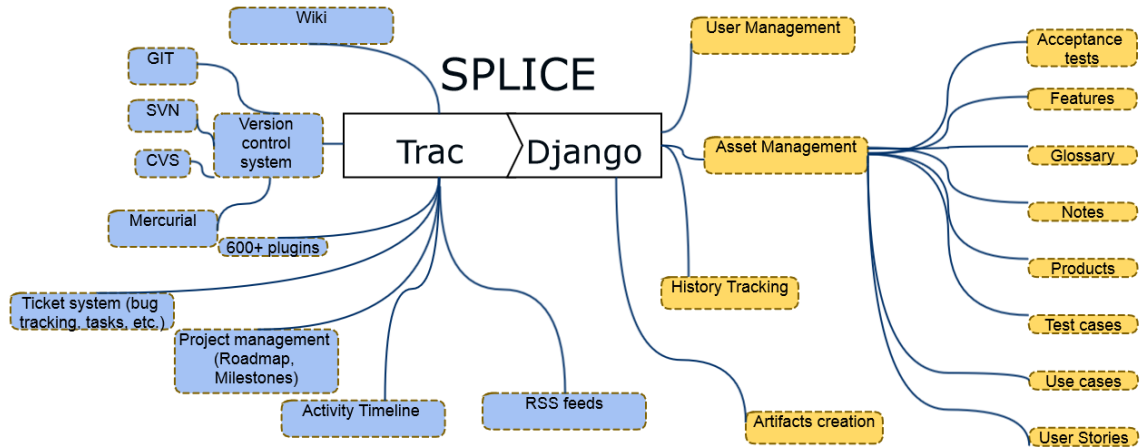 Wiki
GIT
SVN
CVS
Mercurial
Version
control
system
SPLICE
Trac
Django
600+ plugins
Ticket system (bug
tracking, tasks, etc.)
Project management
(Roadmap,
Milestones)
Activity Timeline
RSS feeds
User Management
Asset Management
History Tracking
Artifacts creation
Acceptance
tests
Features
Glossary
Notes
Products
Test cases
Use cases
User Stories